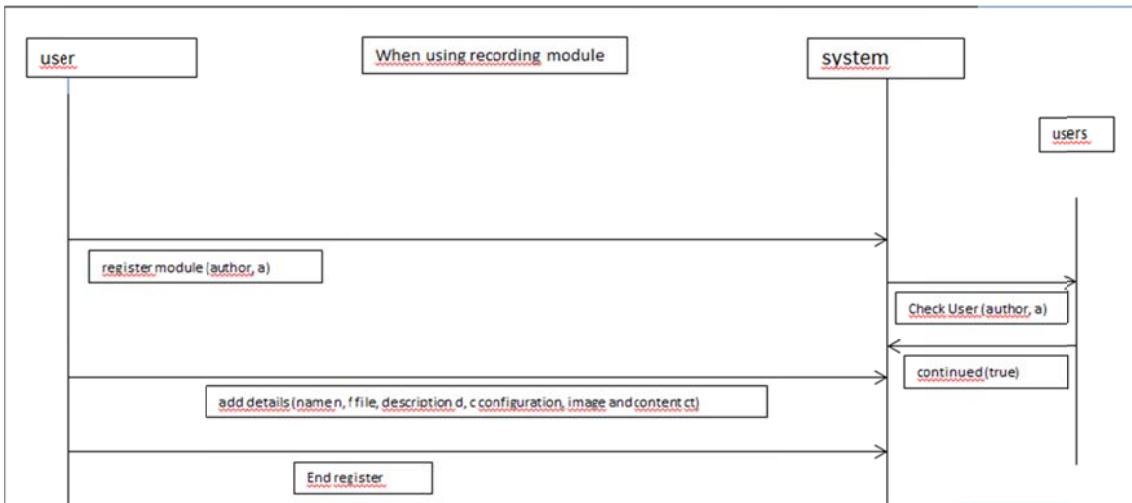 user
When using recording module
system
users
register module (author, a)
Check User (author, a)
continued (true)
add details (name n, f file, description d, c configuration, image and content ct)
End register